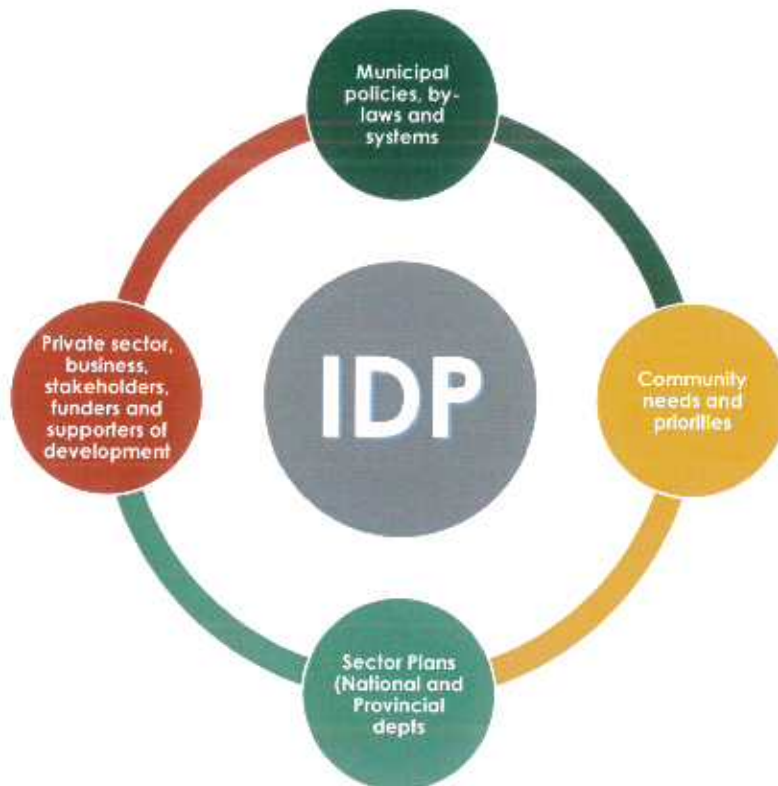 Municipal
policies, by-
laws and
systems
Private sector,
business,
stakeholders,
funders and
supporters of
development
IDP
Community
needs and
priorities
Sector Plans
(National and
Provincial
depts